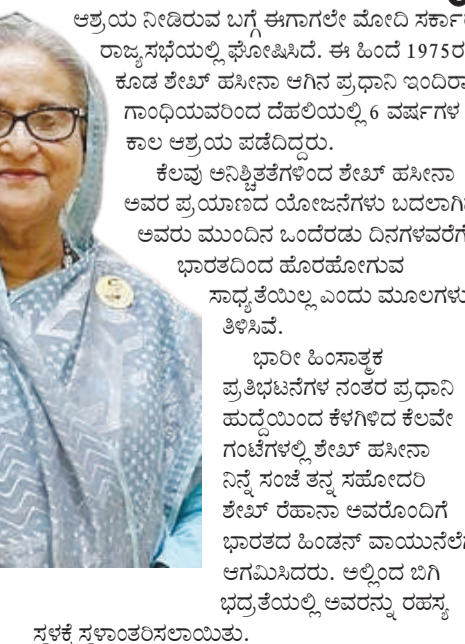 ಆಶ್ರಯ ನೀಡಿರುವ ಬಗ್ಗೆ ಈಗಾಗಲೇ ಮೋದಿ
ರಾಜ್ಯಸಭೆಯಲ್ಲಿ ಘೋಷಿಸಿದೆ. ಈ ಹಿಂದೆ 1975ರ
ಕೂಡ ಶೇಖ್ ಹಸೀನಾ ಆಗಿನ ಪ್ರಧಾನಿ ಇಂದಿರಾ
ಗಾಂಧಿಯವರಿಂದ ದೆಹಲಿಯಲ್ಲಿ 6 ವರ್ಷಗಳ
ಕಾಲ ಆಶ್ರಯ ಪಡೆದಿದ್ದರು.
ಕೆಲವು ಅನಿಶ್ಚಿತತೆಗಳಿಂದ ಶೇಖ್ ಹಸೀನಾ
ಅವರ ಪ್ರಯಾಣದ ಯೋಜನೆಗಳು
ಅವರು ಮುಂದಿನ ಒಂದೆರಡು ದಿನಗಳವರೆಗೆ
ಭಾರತದಿಂದ ಹೊರಹೋಗುವ
ಸಾಧ್ಯತೆಯಿಲ್ಲ ಎಂದು ಮೂಲಗಳು
ತಿಳಿಸಿವೆ.
ಭಾರೀ ಹಿಂಸಾತ್ಮಕ
ಪ್ರತಿಭಟನೆಗಳ ನಂತರ ಪ್ರಧಾನಿ
ಹುದ್ದೆಯಿಂದ ಕೆಳಗಿಳಿದ ಕೆಲವೇ
ಗಂಟೆಗಳಲ್ಲಿ ಶೇಖ್ ಹಸೀನಾ
ನಿನ್ನೆ ಸಂಜೆ ತನ್ನ ಸಹೋದರಿ
ಶೇಖ್ ರೆಹಾನಾ ಅವರೊಂದಿಗೆ
ಭಾರತದ ಹಿಂಡನ್
ಆಗಮಿಸಿದರು. ಅಲ್ಲಿಂದ ಬಿಗಿ
ಭದ್ರತೆಯಲ್ಲಿ ಅವರನ್ನು ರಹಸ್ಯ
ಸ್ಥಳಕ್ಕೆ ಸ್ಥಳಾಂತರಿಸಲಾಯಿತು.